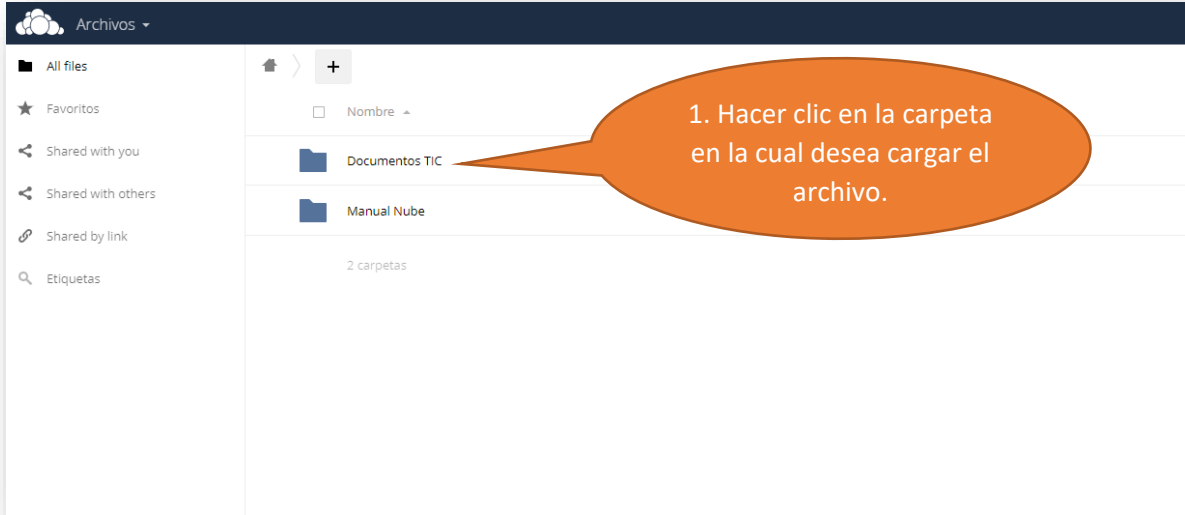 Archivos
All files
Favoritos
Shared with you
Shared with others
Shared by link
Etiquetas
+
Nombre
Documentos TIC
Manual Nube
2 carpetas
1. Hacer clic en la carpeta
en la cual desea cargar el
archivo.